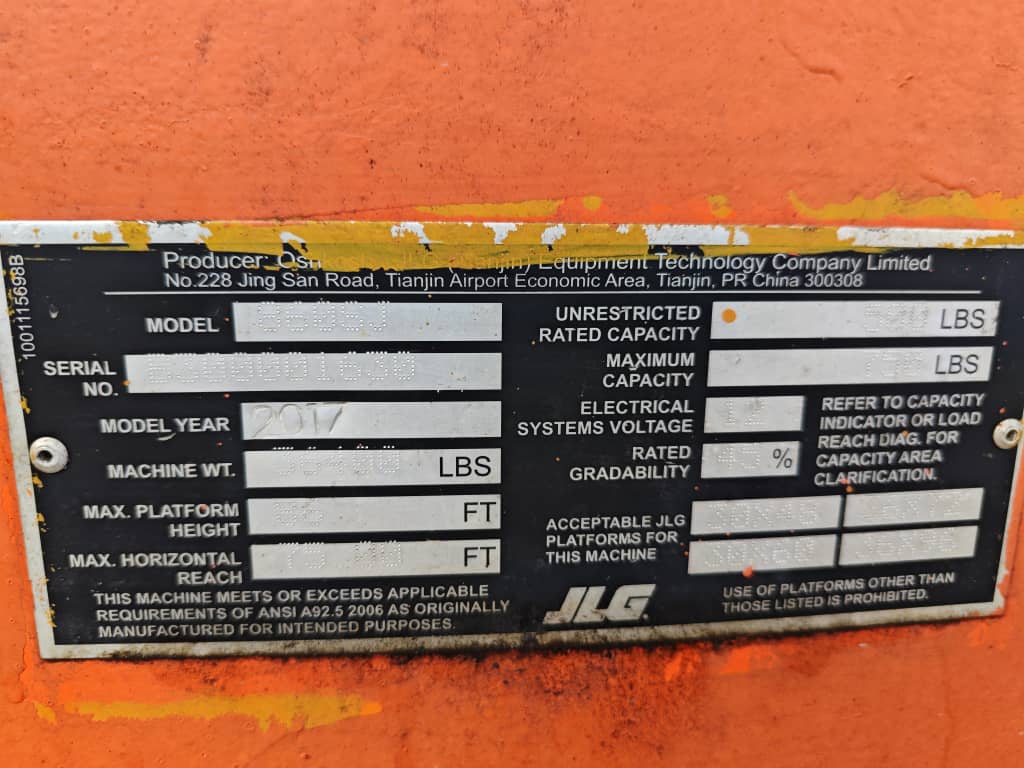 1001115698B
Producer: Equipment Technology Company Limited
No.228 Jing San Road, Tianjin Airport Economic Area, Tianjin, PR China 300308
MODEL 860SJ
SERIAL
NO.
MODEL YEAR 2017
MACHINE WT. LBS
MAX. PLATFORM
HEIGHT FT
MAX. HORIZONTAL
REACH FT
THIS MACHINE MEETS OR EXCEEDS APPLICABLE
REQUIREMENTS OF ANSI A92.5 2006 AS ORIGINALLY
MANUFACTURED FOR INTENDED PURPOSES.
UNRESTRICTED
RATED CAPACITY LBS
MAXIMUM
CAPACITY LBS
ELECTRICAL
SYSTEMS VOLTAGE 12
RATED
GRADABILITY 45 %
REFER TO CAPACITY
INDICATOR OR LOAD
REACH DIAG. FOR
CAPACITY AREA
CLARIFICATION.
ACCEPTABLE JLG
PLATFORMS FOR
THIS MACHINE
JLG
USE OF PLATFORMS OTHER THAN
THOSE LISTED IS PROHIBITED.